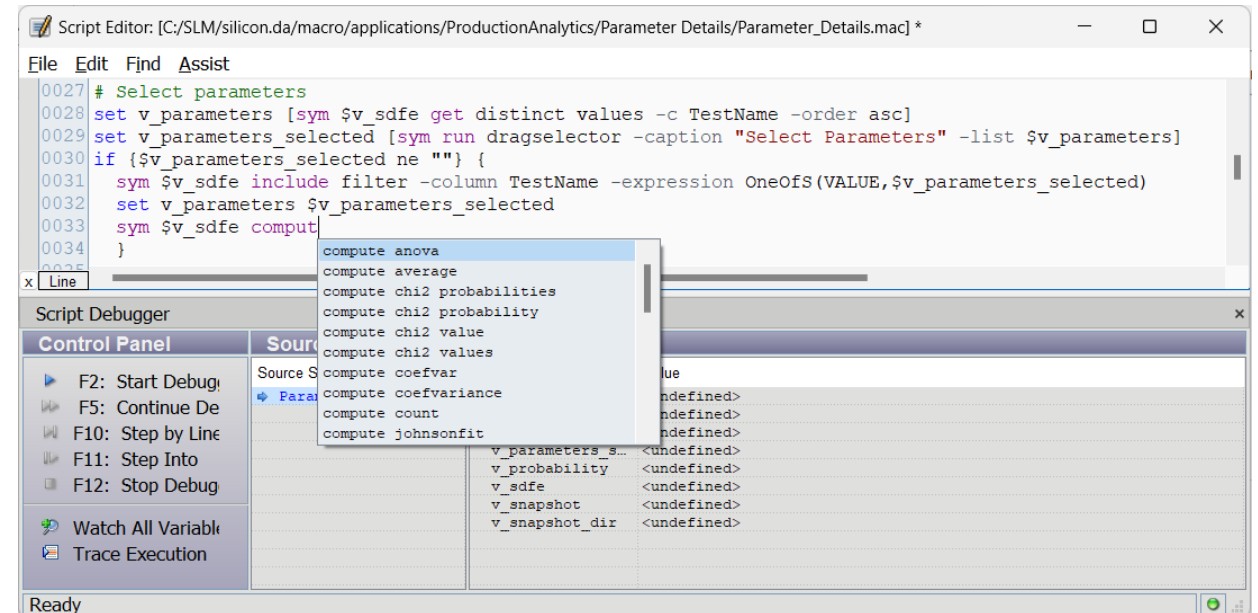 Script Editor: [C:/SLM/silicon.da/macro/applications/ProductionAnalytics/Parameter Details/Parameter_Details.mac] *
File Edit Find Assist
0027 # Select parameters
0028 set v_parameters [sym $v_sdfe get distinct values -c TestName -order asc]
0029 set v_parameters_selected [sym run dragselector -caption "Select Parameters" -list $v_parameters]
0030 if {$v_parameters_selected ne ""} {
0031 sym $v_sdfe include filter -column TestName -expression OneOfS(VALUE,$v_parameters_selected)
0032 set v_parameters $v_parameters_selected
0033 sym $v_sdfe comput
0034 }
compute anova
compute average
compute chi2 probabilities
compute chi2 probability
compute chi2 value
compute chi2 values
compute coefvar
compute coefvariance
compute count
compute johnsonfit
x Line
Script Debugger x
Control Panel
F2: Start Debug
F5: Continue De
F10: Step by Line
F11: Step Into
F12: Stop Debug
Watch All Variable
Trace Execution
Sour
Source S
Para
lue
ndefined>
ndefined>
ndefined>
v_parameters_s... <undefined>
v_probability <undefined>
v_sdfe <undefined>
v_snapshot <undefined>
v_snapshot_dir <undefined>
Ready